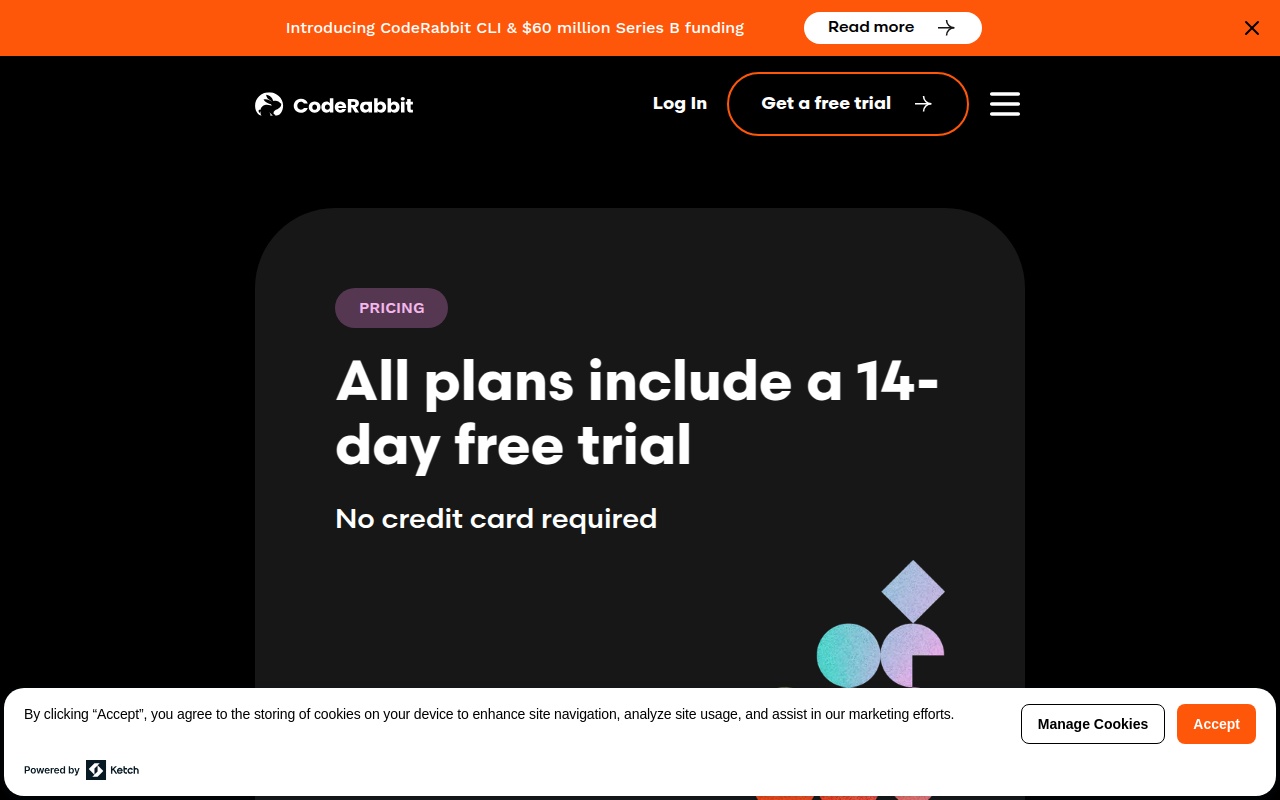 Introducing CodeRabbit CLI & $60 million Series B funding
Read more
CodeRabbit
Log In
Get a free trial
PRICING
All plans include a 14-
day free trial
No credit card required
By clicking “Accept”, you agree to the storing of cookies on your device to enhance site navigation, analyze site usage, and assist in our marketing efforts.
Manage Cookies
Accept
Powered by Ketch